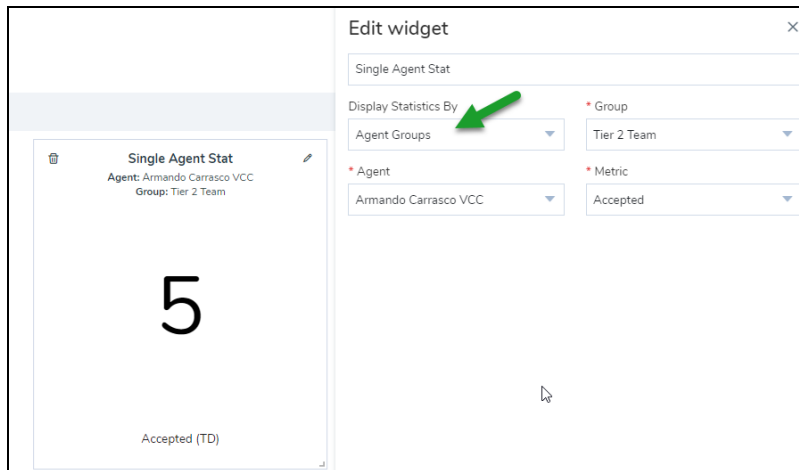 Edit widget
Single Agent Stat
Display Statistics By
* Group
Agent Groups
Tier 2 Team
* Agent
* Metric
Armando Carrasco VCC
Accepted
Single Agent Stat
Agent: Armando Carrasco VCC
Group: Tier 2 Team
5
Accepted (TD)